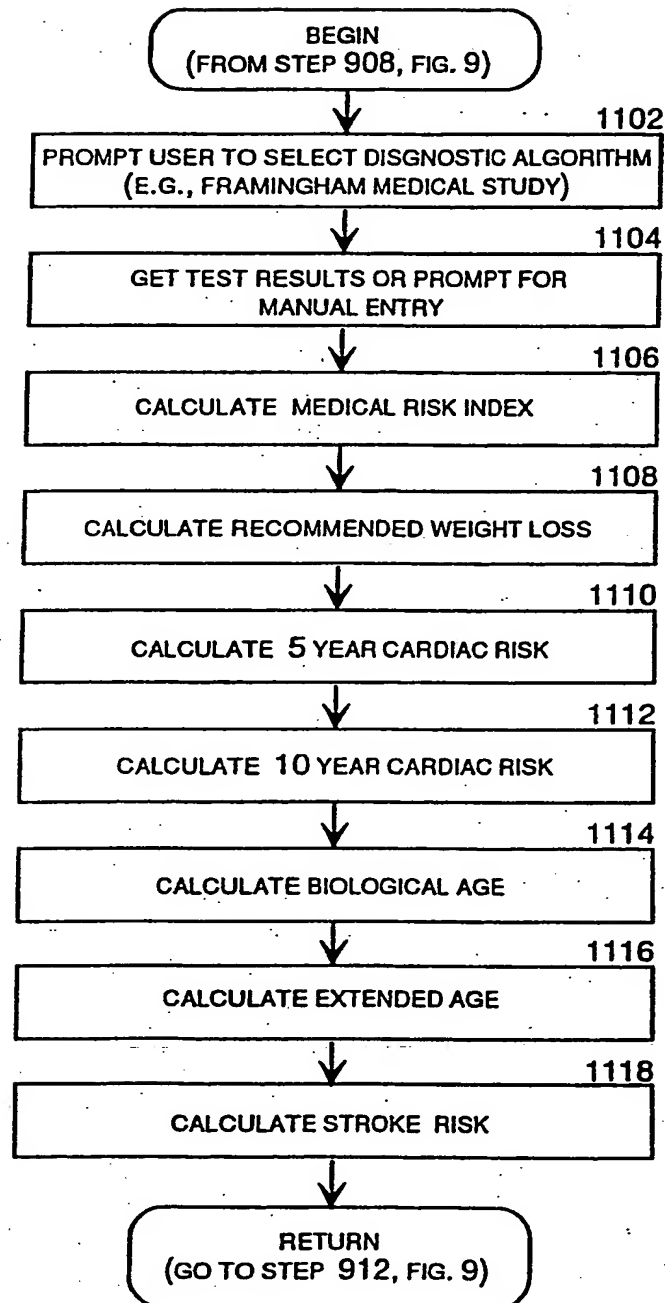 BEGIN
(FROM STEP 908, FIG. 9)
1102
PROMPT USER TO SELECT DISGNOSTIC ALGORITHM
(E.G., FRAMINGHAM MEDICAL STUDY)
1104
GET TEST RESULTS OR PROMPT FOR
MANUAL ENTRY
1106
CALCULATE MEDICAL RISK INDEX
1108
CALCULATE RECOMMENDED WEIGHT LOSS
1110
CALCULATE 5 YEAR CARDIAC RISK
1112
CALCULATE 10 YEAR CARDIAC RISK
1114
CALCULATE BIOLOGICAL AGE
1116
CALCULATE EXTENDED AGE
1118
CALCULATE STROKE RISK
RETURN
(GO TO STEP 912, FIG. 9)